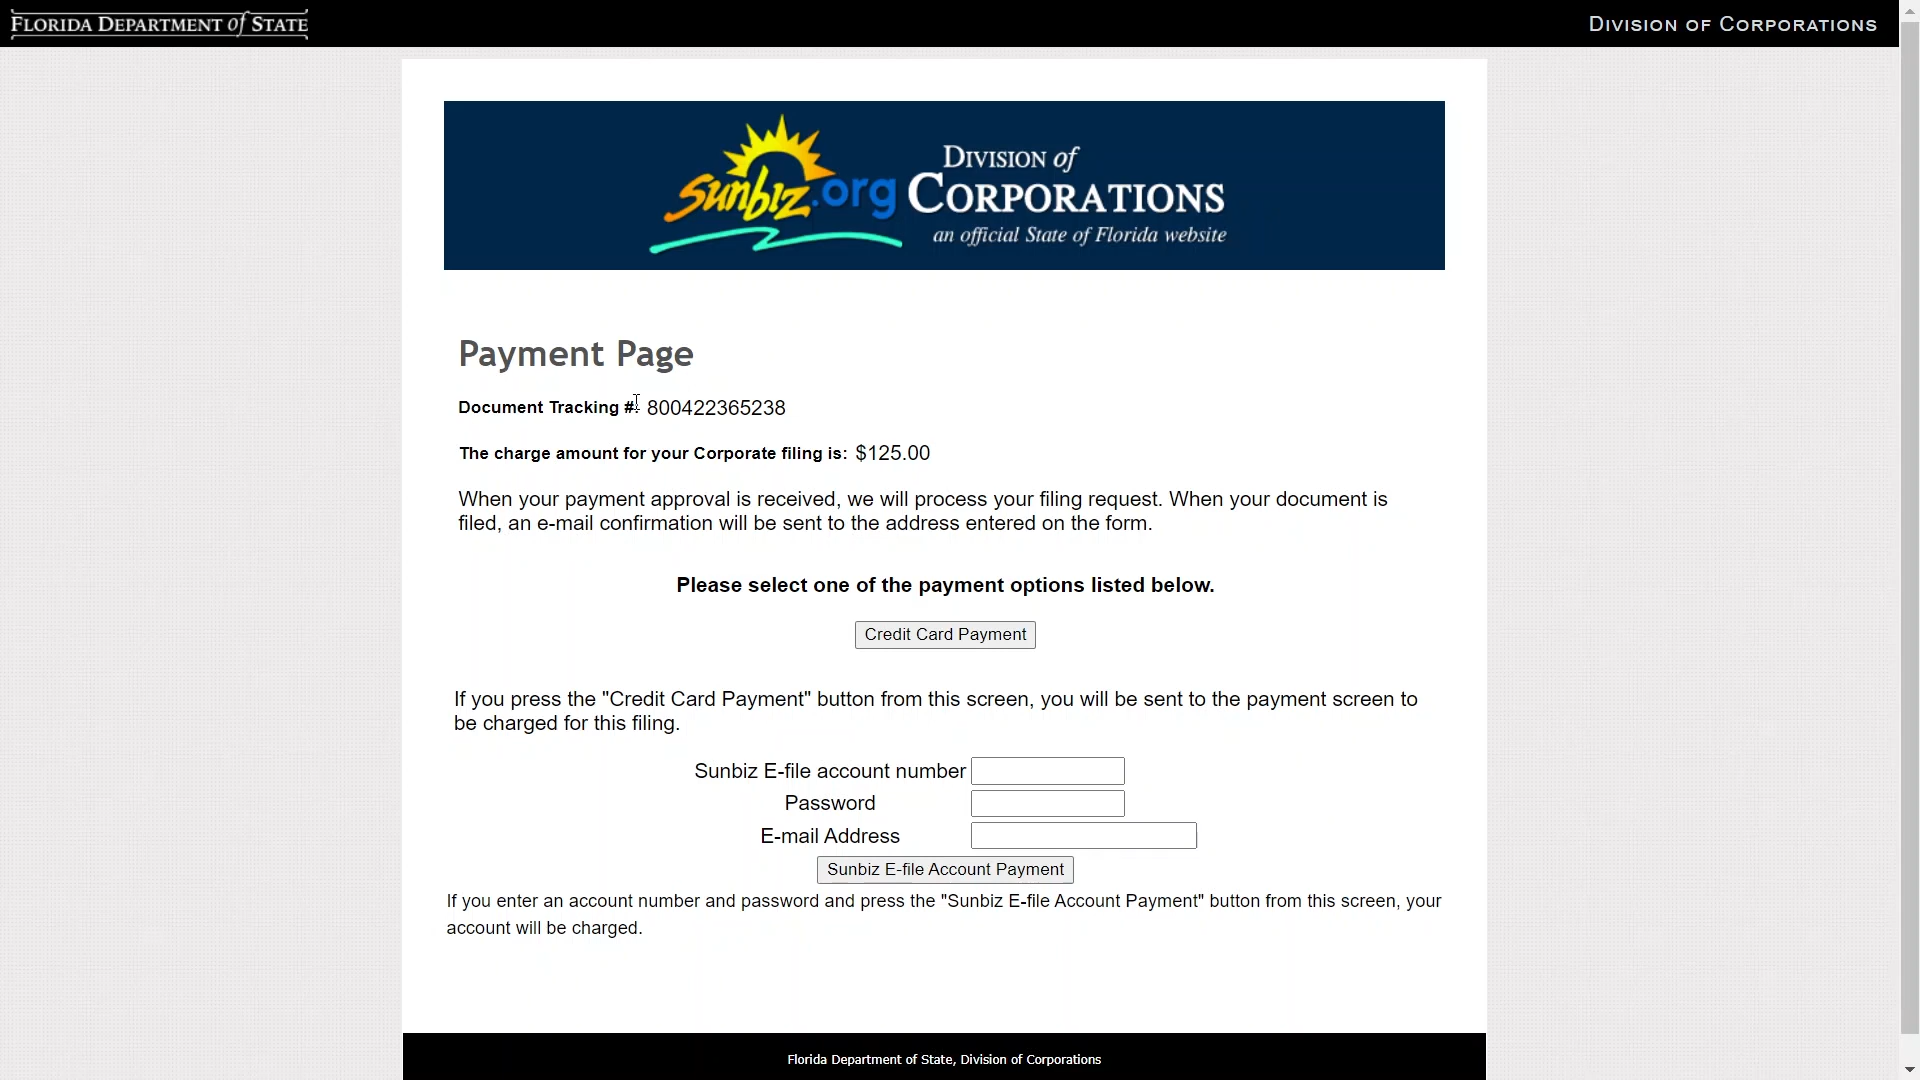 FLORIDA DEPARTMENT of STATE
DIVISION OF CORPORATIONS
sunbiz.org
DIVISION of
CORPORATIONS
an official State of Florida website
Payment Page
Document Tracking #: 800422365238
The charge amount for your Corporate filing is: $125.00
When your payment approval is received, we will process your filing request. When your document is
filed, an e-mail confirmation will be sent to the address entered on the form.
Please select one of the payment options listed below.
Credit Card Payment
If you press the "Credit Card Payment" button from this screen, you will be sent to the payment screen to
be charged for this filing.
Sunbiz E-file account number
Password
E-mail Address
Sunbiz E-file Account Payment
If you enter an account number and password and press the "Sunbiz E-file Account Payment" button from this screen, your
account will be charged.
Florida Department of State, Division of Corporations